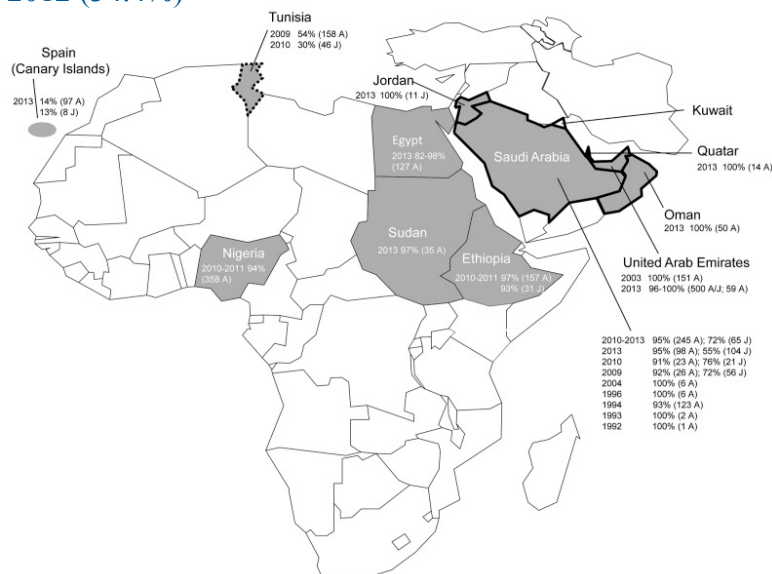 2012 (34.4%)
Tunisia
2009 54% (158 A)
2010 30% (46 J)
Spain
(Canary Islands)
2013 14% (97 A)
13% (8 J)
Jordan
2013 100% (11 J)
Kuwait
Egypt
2013 82-98%
(127 A)
Saudi Arabia
Quatar
2013 100% (14 A)
Oman
2013 100% (50 A)
Sudan
2013 97% (35 A)
Nigeria
2010-2011 94%
(358 A)
Ethiopia
2010-2011 97% (157 A)
93% (31 J)
United Arab Emirates
2003 100% (151 A)
2013 96-100% (500 A/J; 59 A)
2010-2013 95% (245 A); 72% (65 J)
2013 95% (98 A); 55% (104 J)
2010 91% (23 A); 76% (21 J)
2009 92% (26 A); 72% (56 J)
2004 100% (6 A)
1996 100% (6 A)
1994 93% (123 A)
1993 100% (2 A)
1992 100% (1 A)